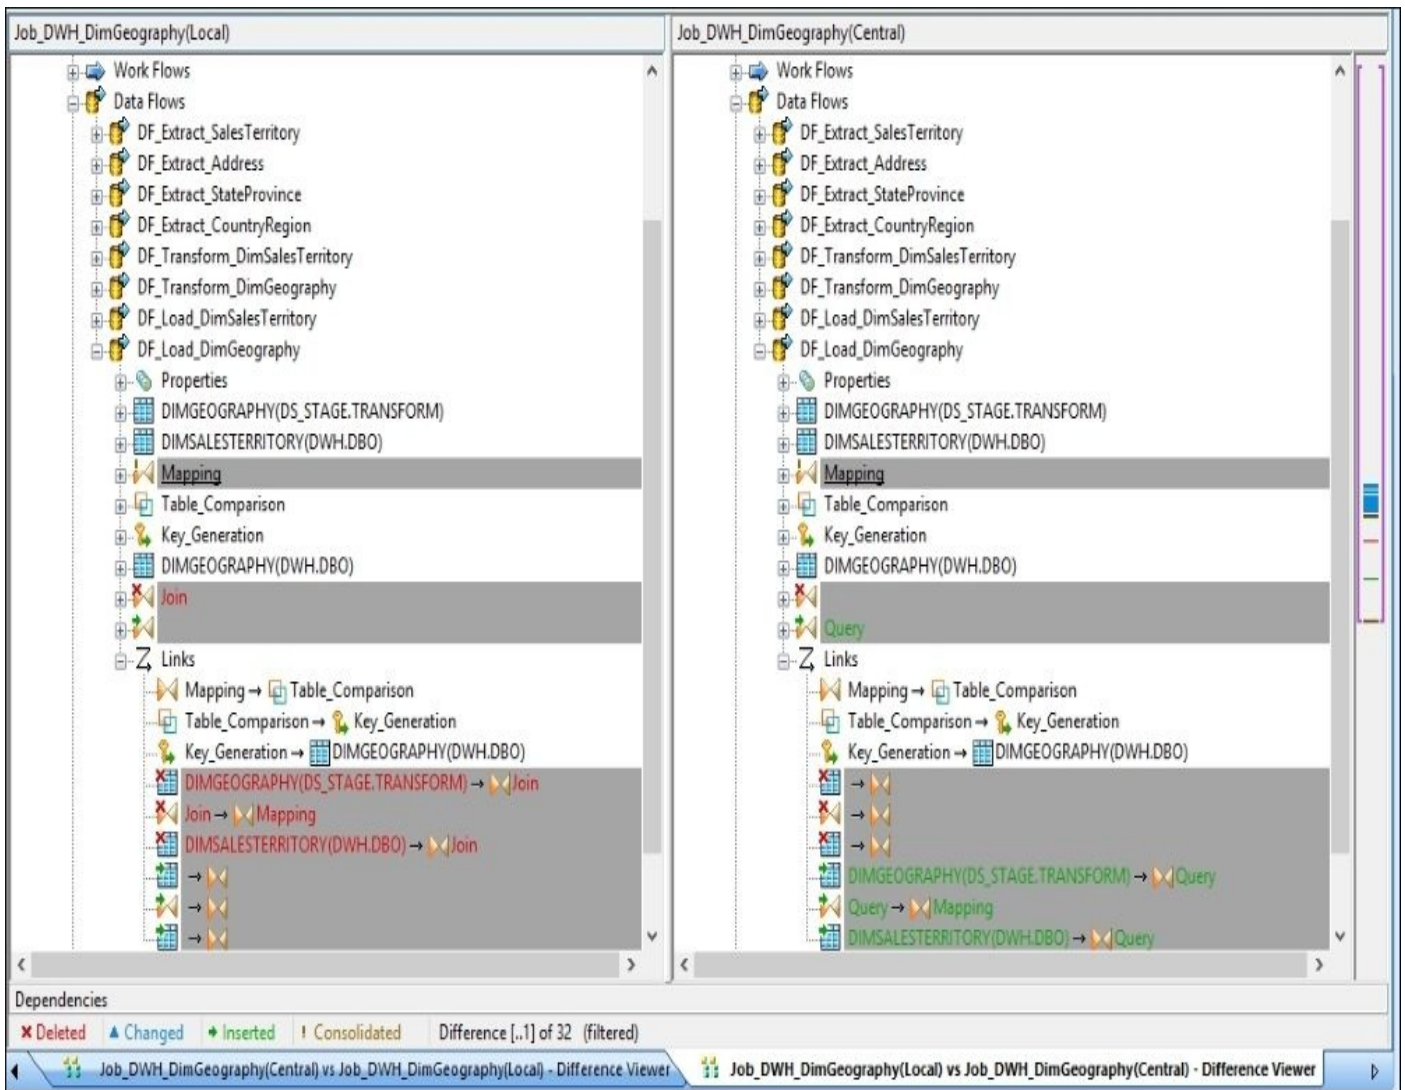 Job_DWH_DimGeography(Local)
Work Flows
Data Flows
DF_Extract_SalesTerritory
DF_Extract_Address
DF_Extract_StateProvince
DF_Extract_CountryRegion
DF_Transform_DimSalesTerritory
DF_Transform_DimGeography
DF_Load_DimSalesTerritory
DF_Load_DimGeography
Properties
DIMGEOGRAPHY(DS_STAGE.TRANSFORM)
DIMSALESTERRITORY(DWH.DBO)
Mapping
Table_Comparison
Key_Generation
DIMGEOGRAPHY(DWH.DBO)
Join
Links
Mapping → Table_Comparison
Table_Comparison → Key_Generation
Key_Generation → DIMGEOGRAPHY(DWH.DBO)
DIMGEOGRAPHY(DS_STAGE.TRANSFORM) → Join
Join → Mapping
DIMSALESTERRITORY(DWH.DBO) → Join
→
→
→
Job_DWH_DimGeography(Central)
Work Flows
Data Flows
DF_Extract_SalesTerritory
DF_Extract_Address
DF_Extract_StateProvince
DF_Extract_CountryRegion
DF_Transform_DimSalesTerritory
DF_Transform_DimGeography
DF_Load_DimSalesTerritory
DF_Load_DimGeography
Properties
DIMGEOGRAPHY(DS_STAGE.TRANSFORM)
DIMSALESTERRITORY(DWH.DBO)
Mapping
Table_Comparison
Key_Generation
DIMGEOGRAPHY(DWH.DBO)
Query
Links
Mapping → Table_Comparison
Table_Comparison → Key_Generation
Key_Generation → DIMGEOGRAPHY(DWH.DBO)
→
→
→
DIMGEOGRAPHY(DS_STAGE.TRANSFORM) → Query
Query → Mapping
DIMSALESTERRITORY(DWH.DBO) → Query
Dependencies
Deleted Changed Inserted ! Consolidated Difference [..1] of 32 (filtered)
Job_DWH_DimGeography(Central) vs Job_DWH_DimGeography(Local) - Difference Viewer Job_DWH_DimGeography(Local) vs Job_DWH_DimGeography(Central) - Difference Viewer